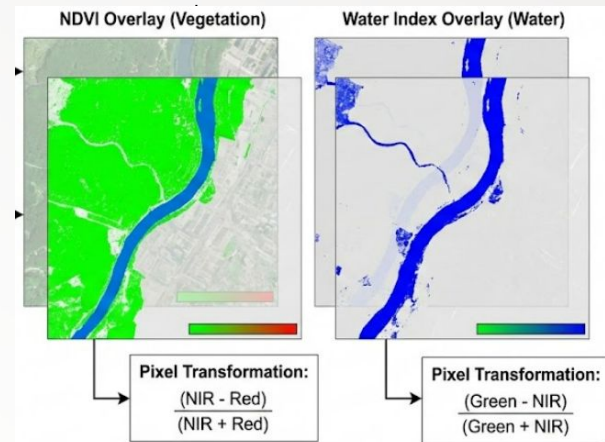 NDVI Overlay (Vegetation)
Water Index Overlay (Water)
Pixel Transformation:
(NIR - Red)
(NIR + Red)
Pixel Transformation:
(Green - NIR)
(Green + NIR)